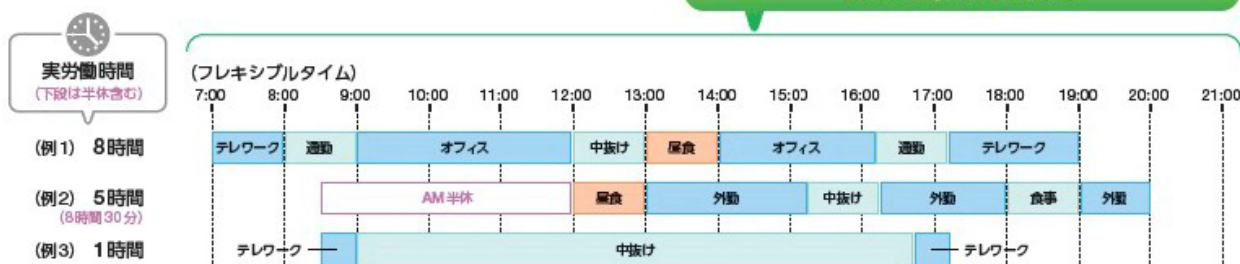 実労働時間
(下段は半休含む)
(フレキシブルタイム)
7:00 8:00 9:00 10:00 11:00 12:00 13:00 14:00 15:00 16:00 17:00 18:00 19:00 20:00 21:00
(例1) 8時間 テレワーク 通勤 オフィス 中抜け 昼食 オフィス 通勤 テレワーク
(例2) 5時間 AM半休 昼食 外勤 中抜け 外勤 食事 外勤
(8時間30分)
(例3) 1時間 テレワーク 中抜け テレワーク